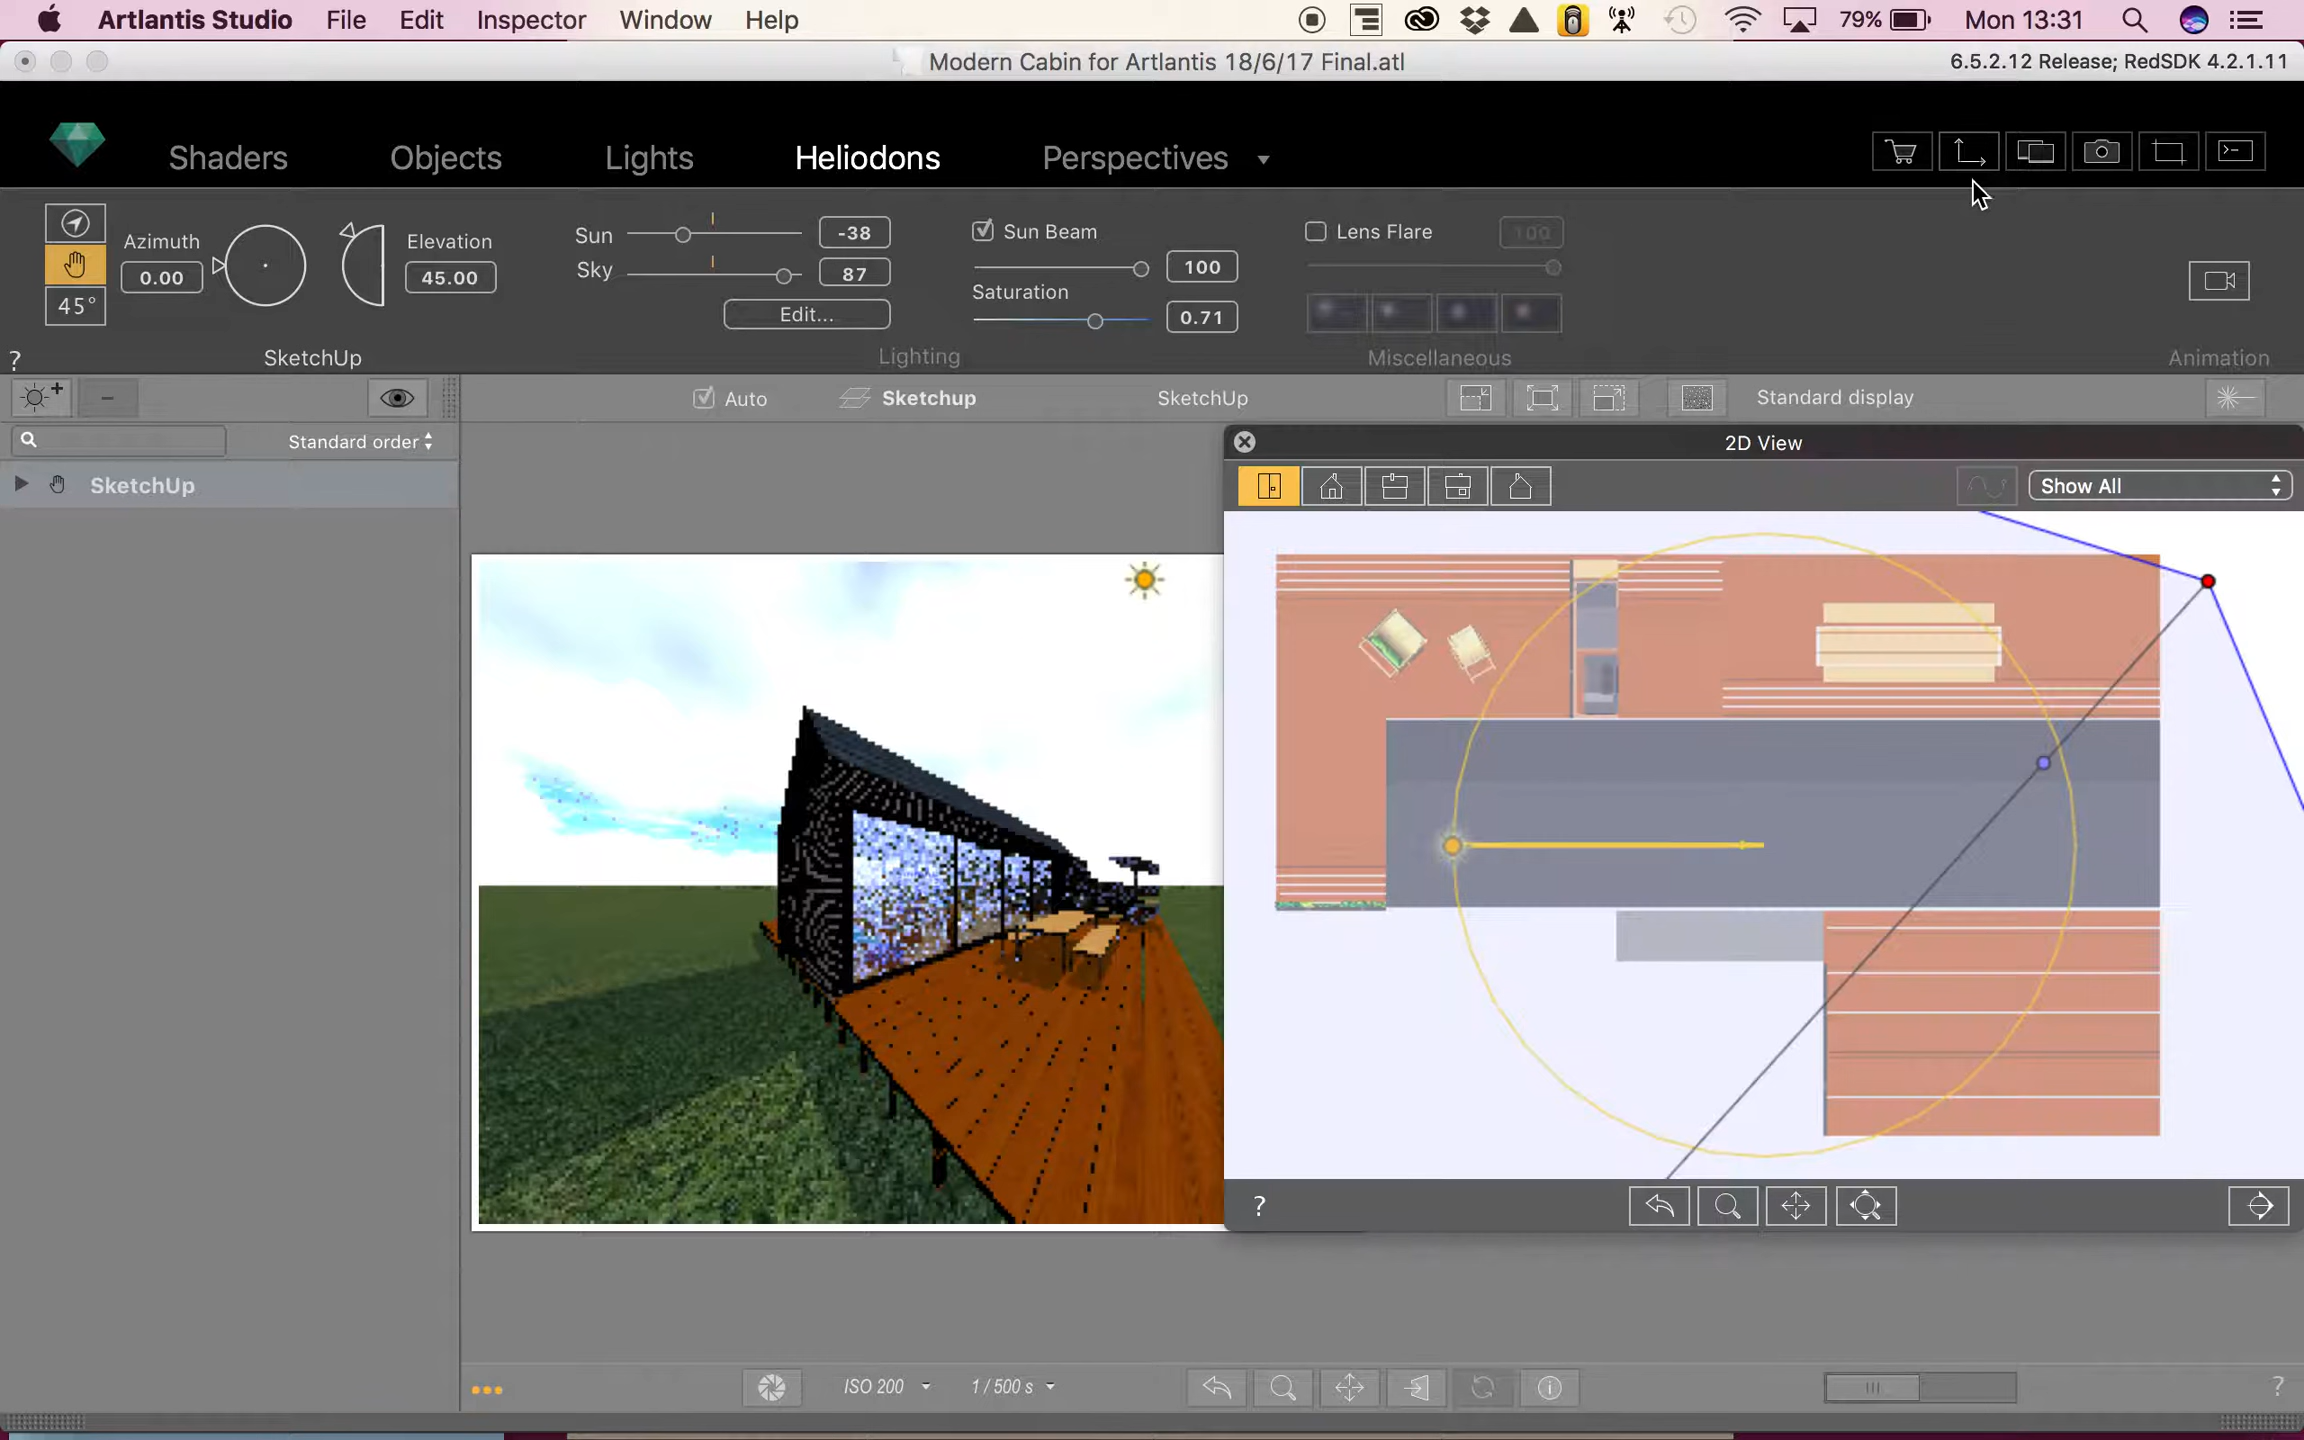 Artlantis Studio File Edit Inspector Window Help 79% Mon 13:31
Modern Cabin for Artlantis 18/6/17 Final.atl 6.5.2.12 Release; RedSDK 4.2.1.11
Shaders Objects Lights Heliodons Perspectives
Azimuth Elevation Sun -38 Sun Beam Lens Flare 100
0.00 45.00 Sky 87 100
45° Edit... Saturation 0.71
? SketchUp Lighting Miscellaneous Animation
Auto Sketchup SketchUp Standard display
Standard order 2D View
SketchUp Show All
?
ISO 200 1 / 500 s ?